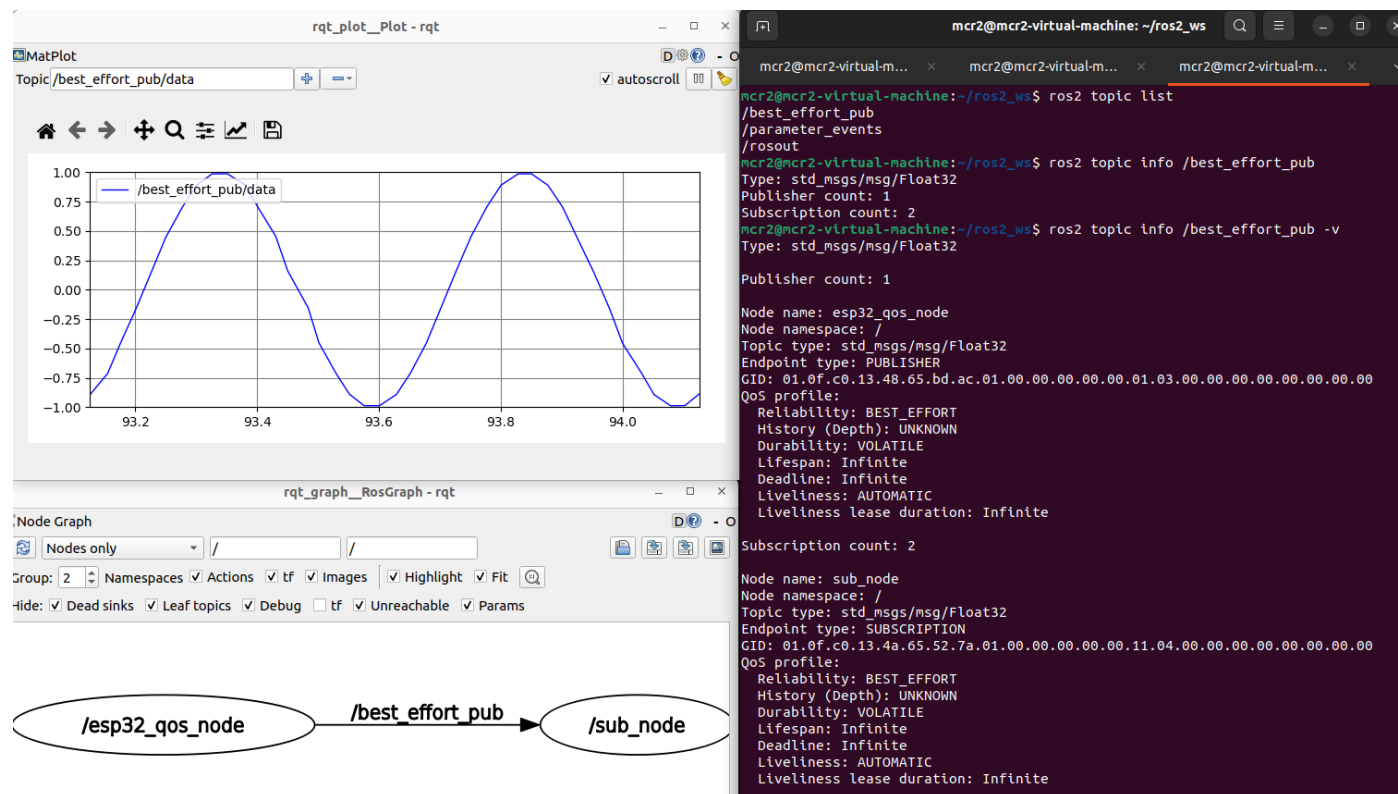 rqt_plot__Plot - rqt
MatPlot
D
- O
Topic /best_effort_pub/data
autoscroll
/best_effort_pub/data
1.00
0.75
0.50
0.25
0.00
−0.25
−0.50
−0.75
−1.00
93.2 93.4 93.6 93.8 94.0
rqt_graph__RosGraph - rqt
Node Graph
D
- O
Nodes only / /
Group: 2 Namespaces Actions tf Images Highlight Fit
Hide: Dead sinks Leaf topics Debug tf Unreachable Params
/esp32_qos_node /best_effort_pub /sub_node
mcr2@mcr2-virtual-machine: ~/ros2_ws
mcr2@mcr2-virtual-m... mcr2@mcr2-virtual-m... mcr2@mcr2-virtual-m...
mcr2@mcr2-virtual-machine:~/ros2_ws$ ros2 topic list
/best_effort_pub
/parameter_events
/rosout
mcr2@mcr2-virtual-machine:~/ros2_ws$ ros2 topic info /best_effort_pub
Type: std_msgs/msg/Float32
Publisher count: 1
Subscription count: 2
mcr2@mcr2-virtual-machine:~/ros2_ws$ ros2 topic info /best_effort_pub -v
Type: std_msgs/msg/Float32
Publisher count: 1
Node name: esp32_qos_node
Node namespace: /
Topic type: std_msgs/msg/Float32
Endpoint type: PUBLISHER
GID: 01.0f.c0.13.48.65.bd.ac.01.00.00.00.00.00.01.03.00.00.00.00.00.00.00.00
QoS profile:
Reliability: BEST_EFFORT
History (Depth): UNKNOWN
Durability: VOLATILE
Lifespan: Infinite
Deadline: Infinite
Liveliness: AUTOMATIC
Liveliness lease duration: Infinite
Subscription count: 2
Node name: sub_node
Node namespace: /
Topic type: std_msgs/msg/Float32
Endpoint type: SUBSCRIPTION
GID: 01.0f.c0.13.4a.65.52.7a.01.00.00.00.00.00.11.04.00.00.00.00.00.00.00.00
QoS profile:
Reliability: BEST_EFFORT
History (Depth): UNKNOWN
Durability: VOLATILE
Lifespan: Infinite
Deadline: Infinite
Liveliness: AUTOMATIC
Liveliness lease duration: Infinite